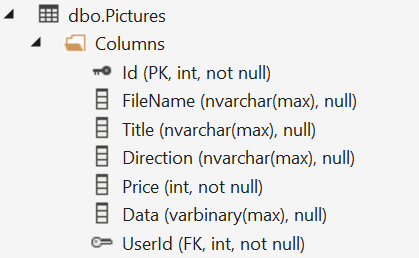 dbo.Pictures
Columns
Id (PK, int, not null)
FileName (nvarchar(max), null)
Title (nvarchar(max), null)
Direction (nvarchar(max), null)
Price (int, not null)
Data (varbinary(max), null)
UserId (FK, int, not null)